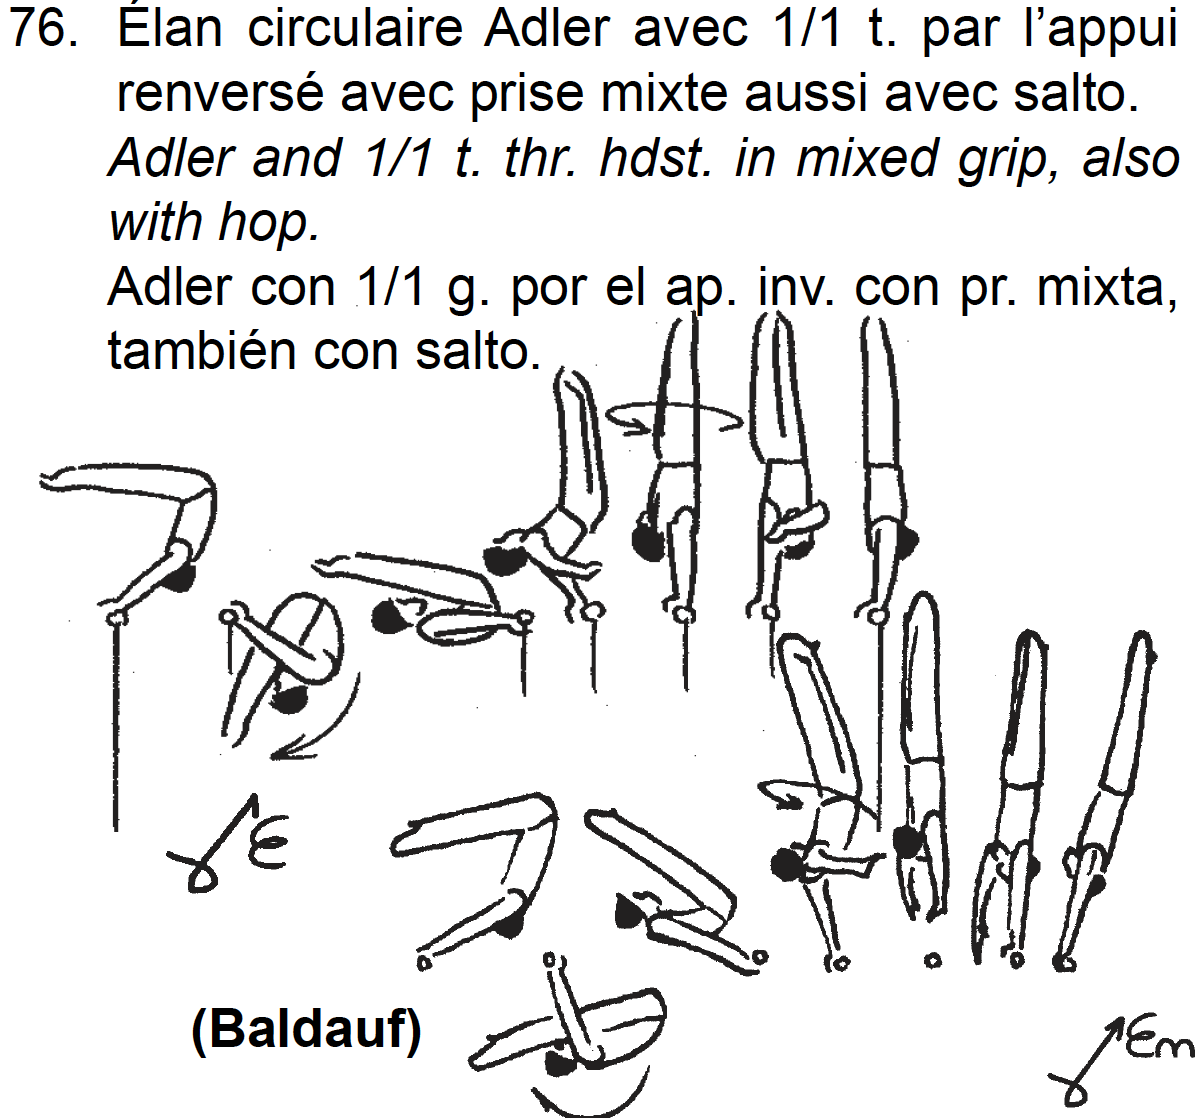 76. Élan circulaire Adler avec 1/1 t. par l’appui
renversé avec prise mixte aussi avec salto.
Adler and 1/1 t. thr. hdst. in mixed grip, also
with hop.
Adler con 1/1 g. por el ap. inv. con pr. mixta,
también con salto.
(Baldauf)